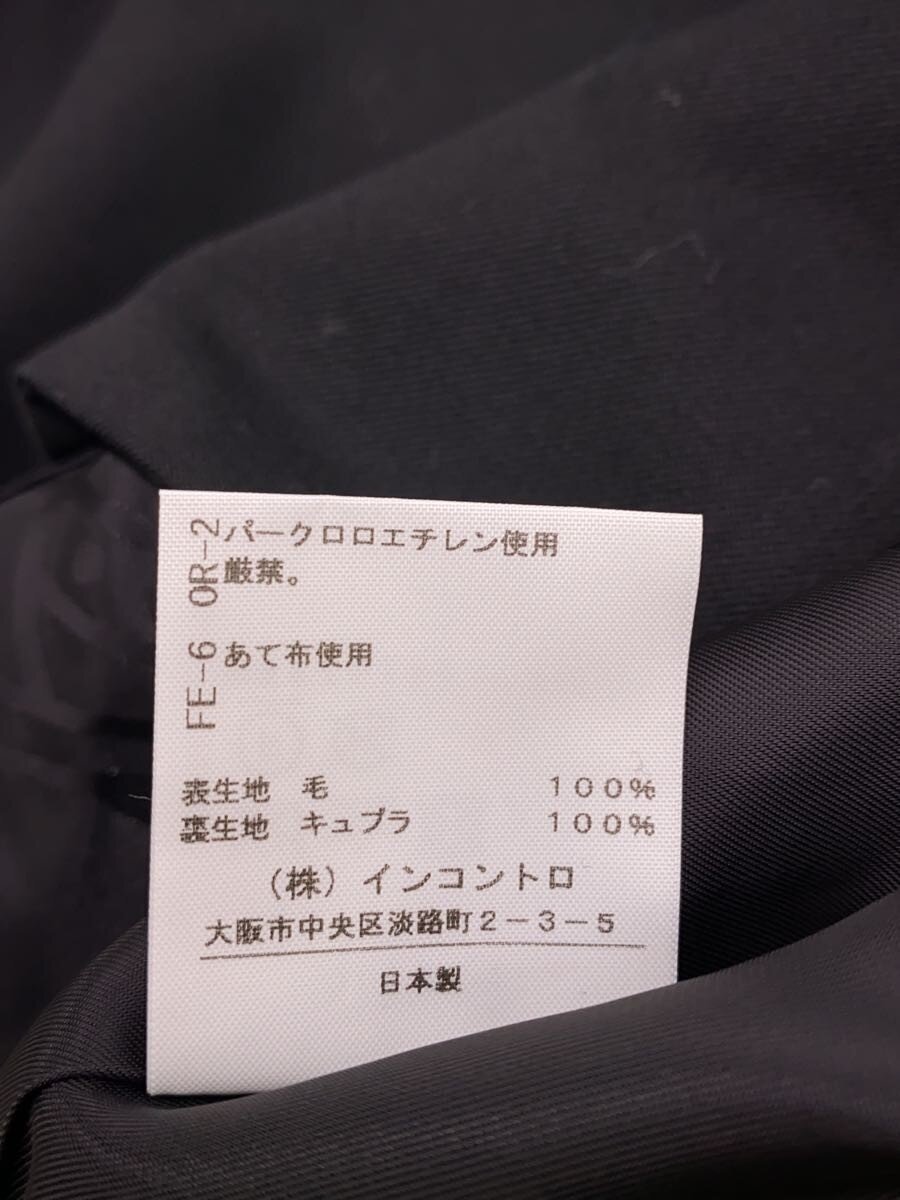 OR-2
パークロロエチレン使用
厳禁。
FE-6
あて布使用
表生地 毛 100%
裏生地 キュプラ 100%
(株)インコントロ
大阪市中央区淡路町2-3-5
日本製